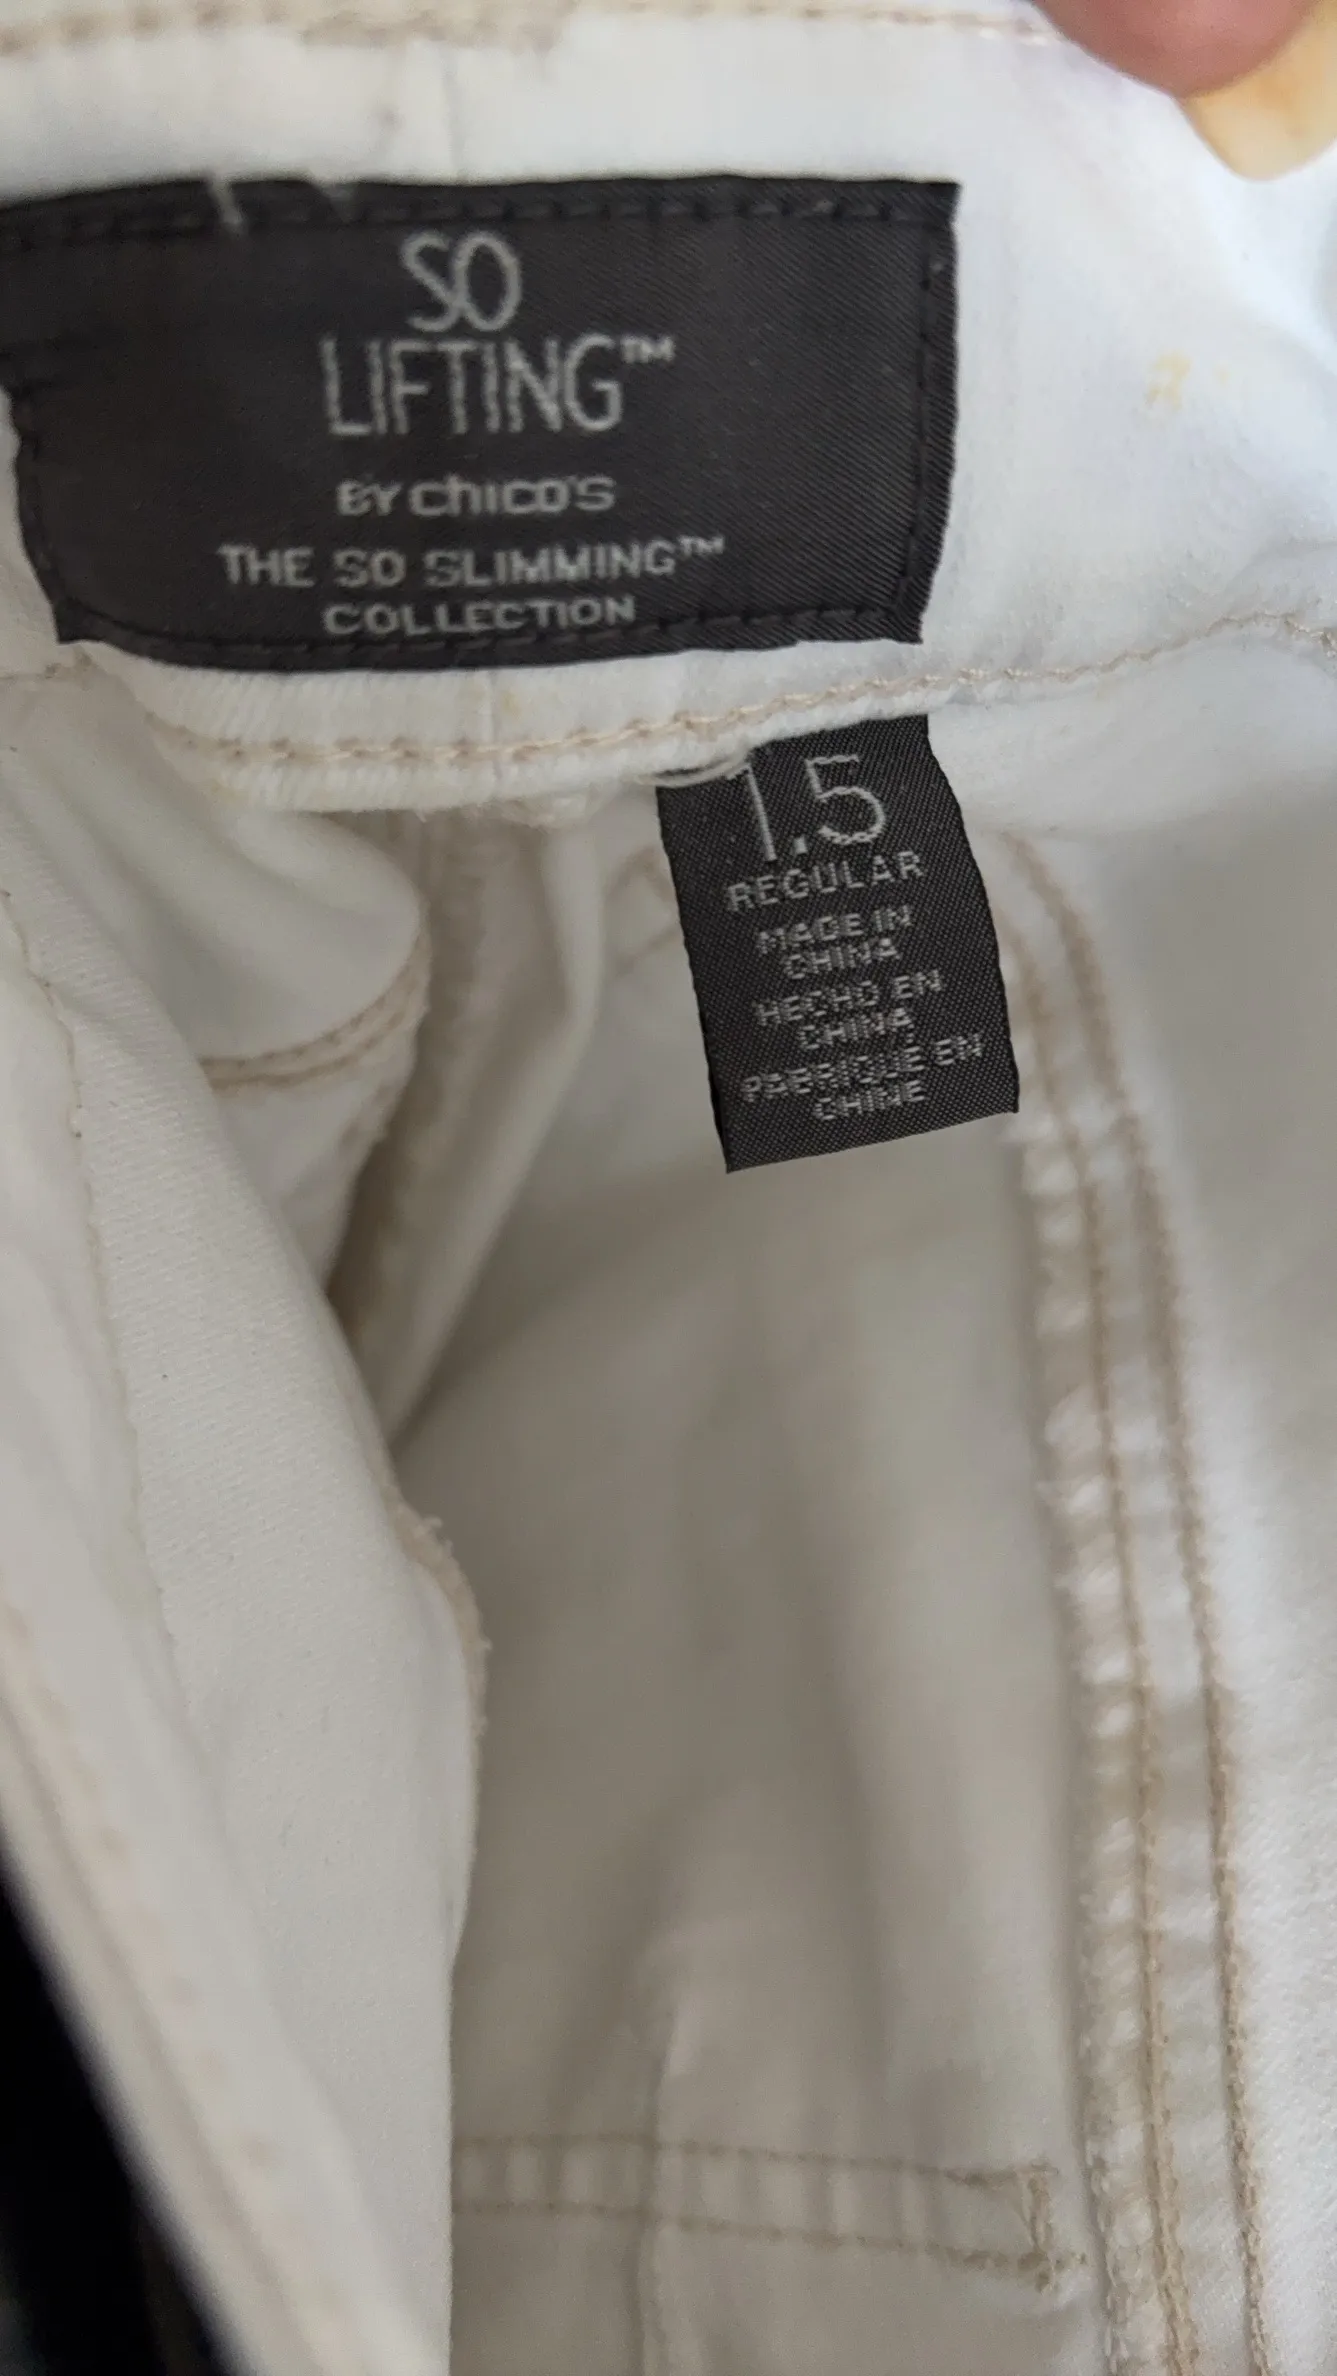 SO
LIFTING™
BY chico's
THE SO SLIMMING™
COLLECTION
1.5
REGULAR
MADE IN
CHINA
HECHO EN
CHINA
FABRIQUE EN
CHINE